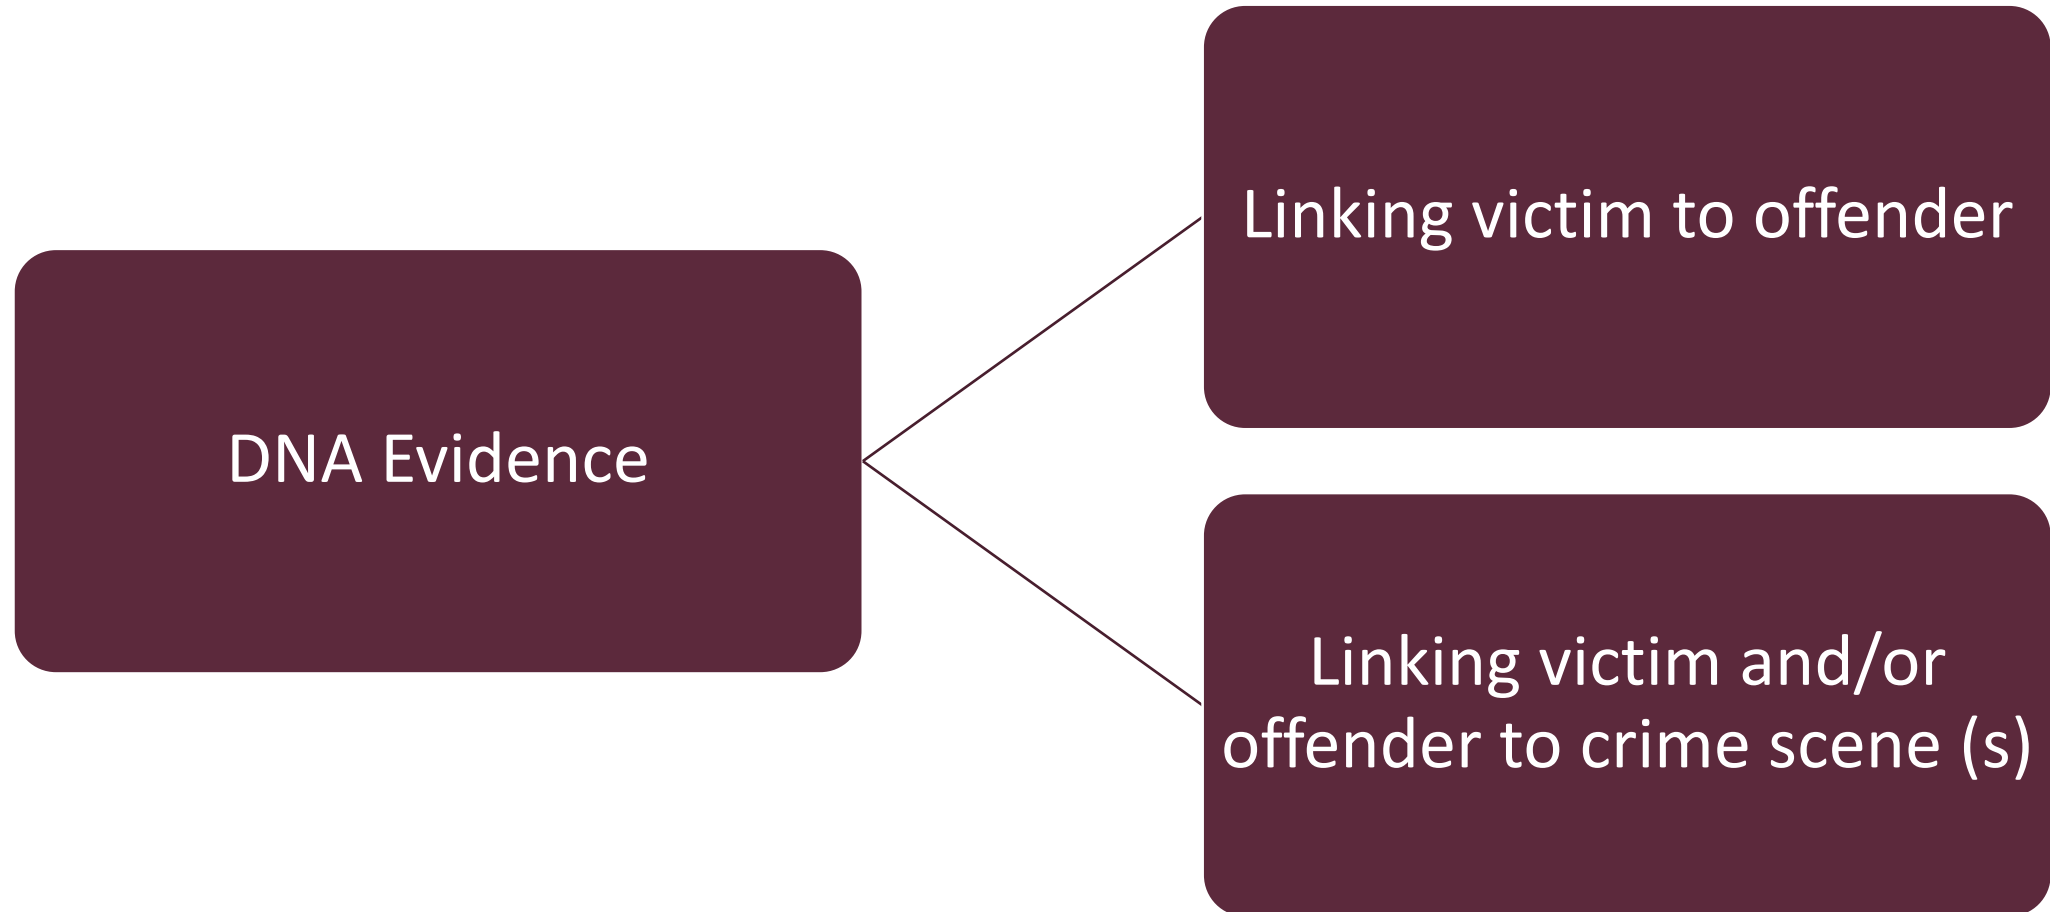 DNA Evidence
Linking victim to offender
Linking victim and/or
offender to crime scene (s)